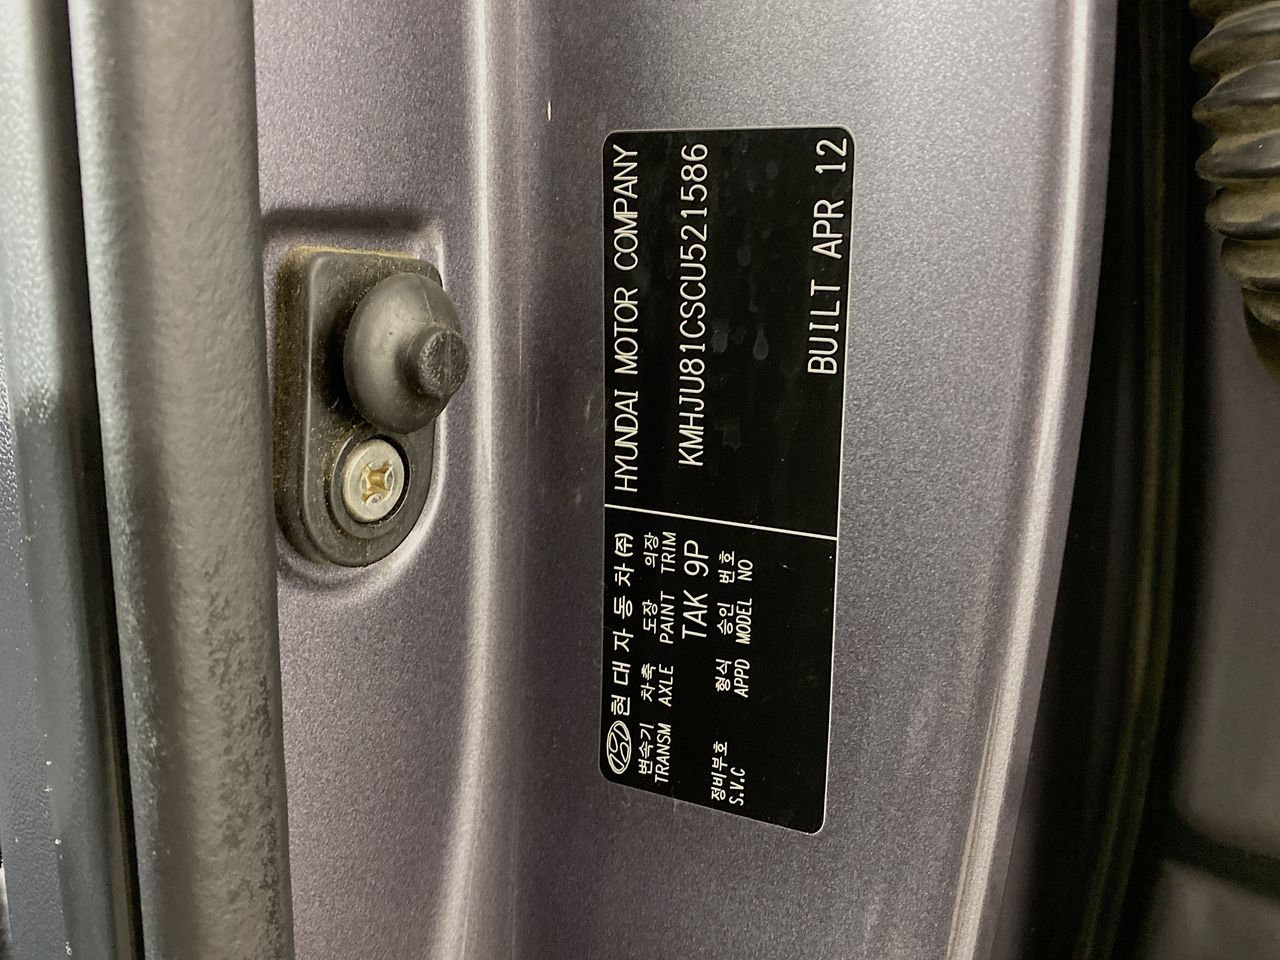 현대자동차(주) HYUNDAI MOTOR COMPANY
변속기 차축 도장 의장
TRANSM AXLE PAINT TRIM
KMHJU81CSCU521586
TAK 9P
정비부호 형식 승인 번호
S.V.C APPD MODEL NO
BUILT APR 12